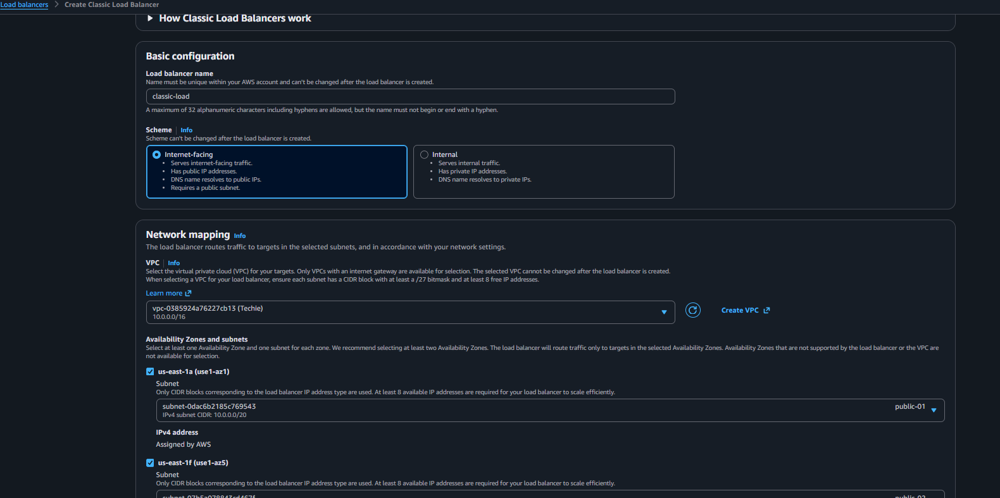 Load balancers > Create Classic Load Balancer
How Classic Load Balancers work
Basic configuration
Load balancer name
Name must be unique within your AWS account and can't be changed after the load balancer is created.
classic-load
A maximum of 32 alphanumeric characters including hyphens are allowed, but the name must not begin or end with a hyphen.
Scheme | Info
Scheme can't be changed after the load balancer is created.
Internet-facing
• Serves internet-facing traffic.
• Has public IP addresses.
• DNS name resolves to public IPs.
• Requires a public subnet.
Internal
• Serves internal traffic.
• Has private IP addresses.
• DNS name resolves to private IPs.
Network mapping Info
The load balancer routes traffic to targets in the selected subnets, and in accordance with your network settings.
VPC | Info
Select the virtual private cloud (VPC) for your targets. Only VPCs with an internet gateway are available for selection. The selected VPC cannot be changed after the load balancer is created.
When selecting a VPC for your load balancer, ensure each subnet has a CIDR block with at least a /27 bitmask and at least 8 free IP addresses.
Learn more
vpc-0385924a76227cb13 (Techie)
10.0.0.0/16
Create VPC
Availability Zones and subnets
Select at least one Availability Zone and one subnet for each zone. We recommend selecting at least two Availability Zones. The load balancer will route traffic only to targets in the selected Availability Zones. Availability Zones that are not supported by the load balancer or the VPC are
not available for selection.
us-east-1a (use1-az1)
Subnet
Only CIDR blocks corresponding to the load balancer IP address type are used. At least 8 available IP addresses are required for your load balancer to scale efficiently.
subnet-0dac6b2185c769543 public-01
IPv4 subnet CIDR: 10.0.0.0/20
IPv4 address
Assigned by AWS
us-east-1f (use1-az5)
Subnet
Only CIDR blocks corresponding to the load balancer IP address type are used. At least 8 available IP addresses are required for your load balancer to scale efficiently.